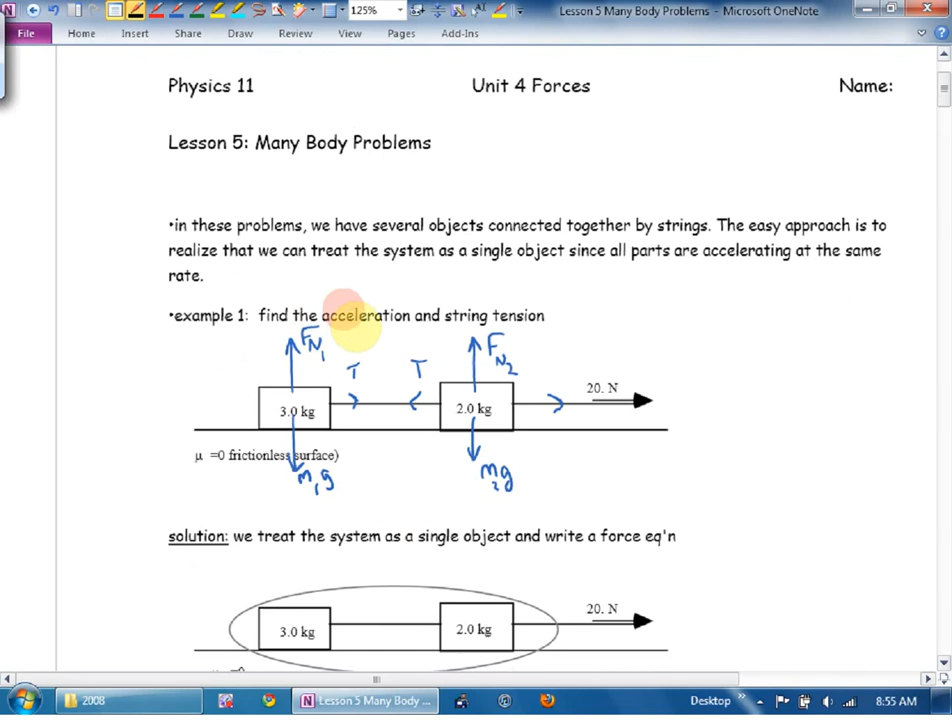 Lesson 5 Many Body Problems - Microsoft OneNote
125%
File Home Insert Share Draw Review View Pages Add-Ins
Physics 11 Unit 4 Forces Name:
Lesson 5: Many Body Problems
•in these problems, we have several objects connected together by strings. The easy approach is to
realize that we can treat the system as a single object since all parts are accelerating at the same
rate.
•example 1: find the acceleration and string tension
FN1 T T FN2
20. N
3.0 kg 2.0 kg
μ =0 frictionless surface)
m1g m2g
solution: we treat the system as a single object and write a force eq'n
20. N
3.0 kg 2.0 kg
2008 Lesson 5 Many Body ... Desktop 8:55 AM